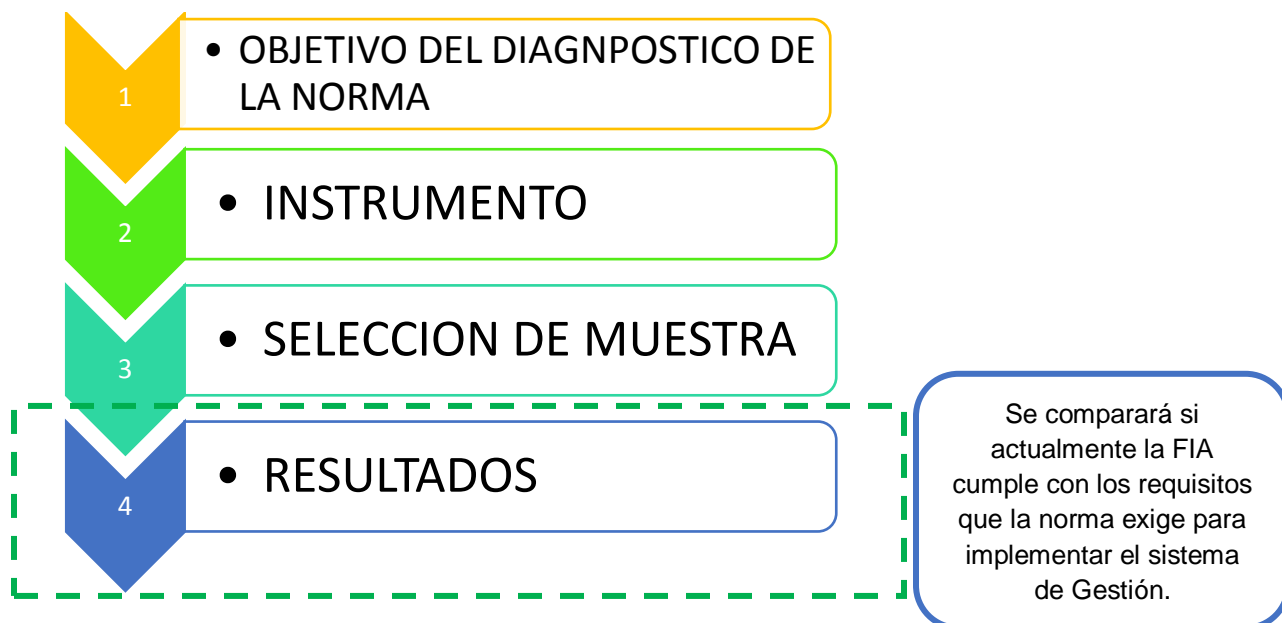 1
• OBJETIVO DEL DIAGNPOSTICO DE
LA NORMA
2
• INSTRUMENTO
3
• SELECCION DE MUESTRA
4
• RESULTADOS
Se comparará si
actualmente la FIA
cumple con los requisitos
que la norma exige para
implementar el sistema
de Gestión.